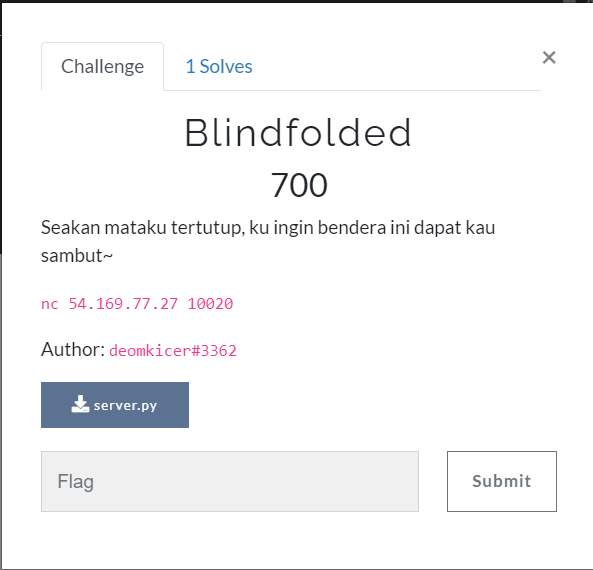 Challenge
1 Solves
×
Blindfolded
700
Seakan mataku tertutup, ku ingin bendera ini dapat kau
sambut~
nc 54.169.77.27 10020
Author: deomkicer#3362
server.py
Flag
Submit